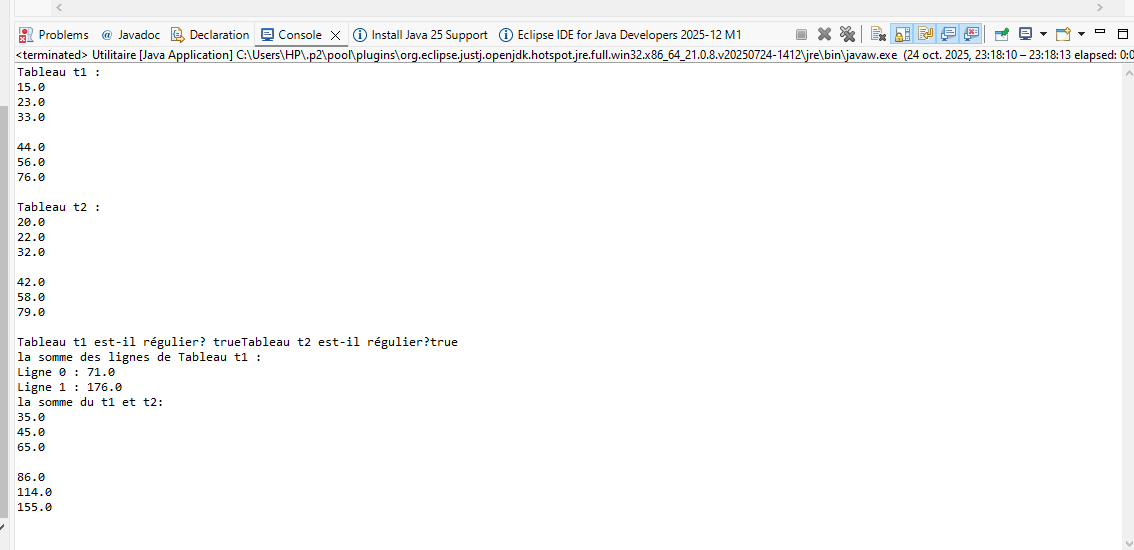 Problems @ Javadoc Declaration Console Install Java 25 Support Eclipse IDE for Java Developers 2025-12 M1
<terminated> Utilitaire [Java Application] C:\Users\HP\.p2\pool\plugins\org.eclipse.justj.openjdk.hotspot.jre.full.win32.x86_64_21.0.8.v20250724-1412\jre\bin\javaw.exe (24 oct. 2025, 23:18:10 – 23:18:13 elapsed: 0:0
Tableau t1 :
15.0
23.0
33.0
44.0
56.0
76.0
Tableau t2 :
20.0
22.0
32.0
42.0
58.0
79.0
Tableau t1 est-il régulier? trueTableau t2 est-il régulier?true
la somme des lignes de Tableau t1 :
Ligne 0 : 71.0
Ligne 1 : 176.0
la somme du t1 et t2:
35.0
45.0
65.0
86.0
114.0
155.0